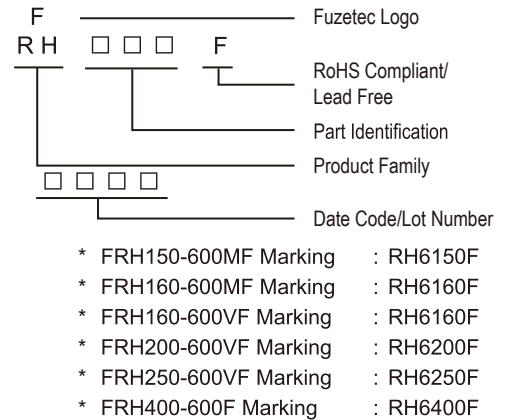 F Fuzetec Logo
RH □ □ □ F
RoHS Compliant/
Lead Free
Part Identification
Product Family
□ □ □ □
Date Code/Lot Number
* FRH150-600MF Marking : RH6150F
* FRH160-600MF Marking : RH6160F
* FRH160-600VF Marking : RH6160F
* FRH200-600VF Marking : RH6200F
* FRH250-600VF Marking : RH6250F
* FRH400-600F Marking : RH6400F